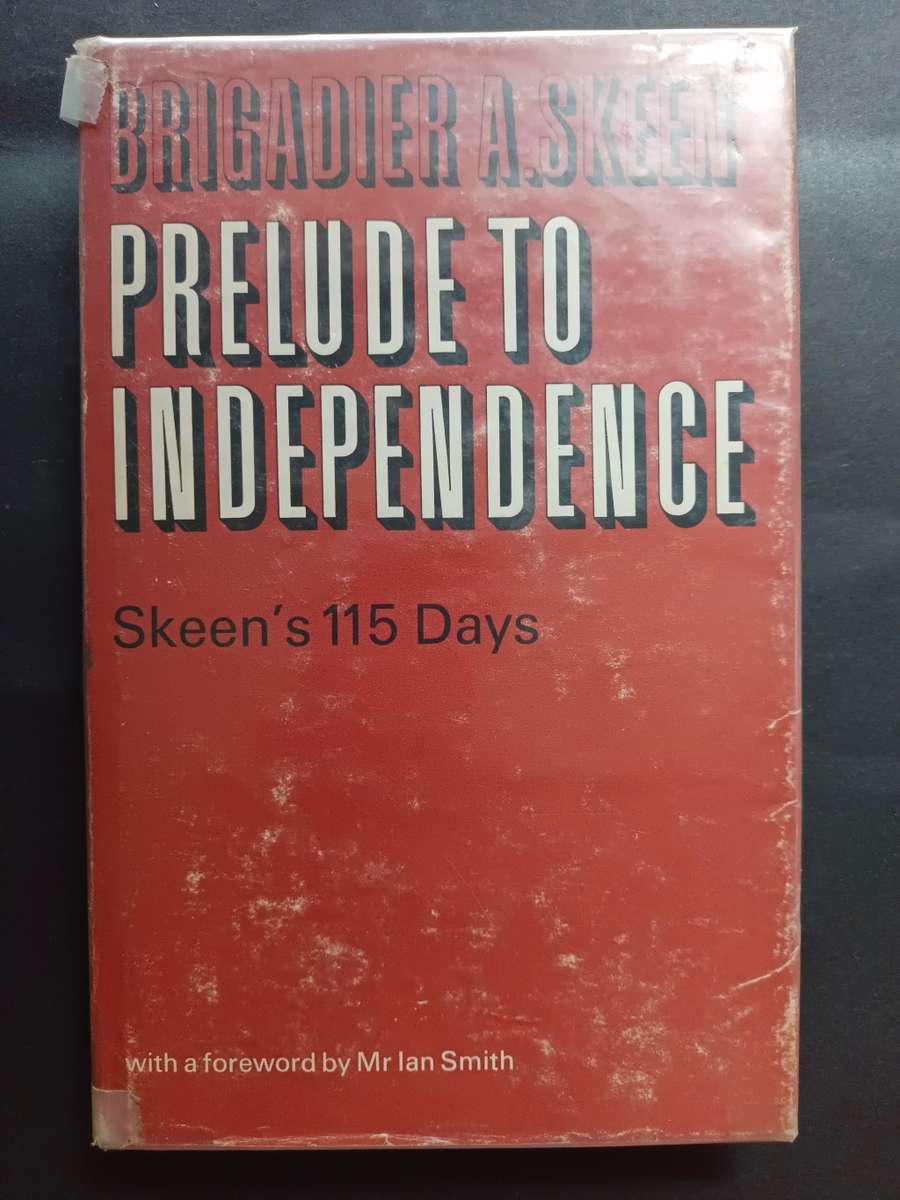 BRIGADIER A.SKEEN
PRELUDE TO
INDEPENDENCE
Skeen's 115 Days
with a foreword by Mr Ian Smith